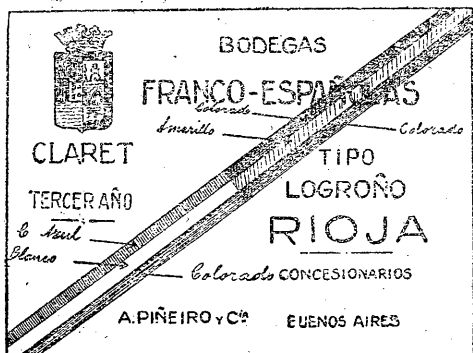 BODEGAS
FRANCO-ESPAÑOLAS
Colorado
Amarillo
Colorado
CLARET
TIPO
LOGROÑO
TERCER AÑO
RIOJA
C Azul
Blanco
Colorado
CONCESIONARIOS
A. PIÑEIRO Y Cía
BUENOS AIRES